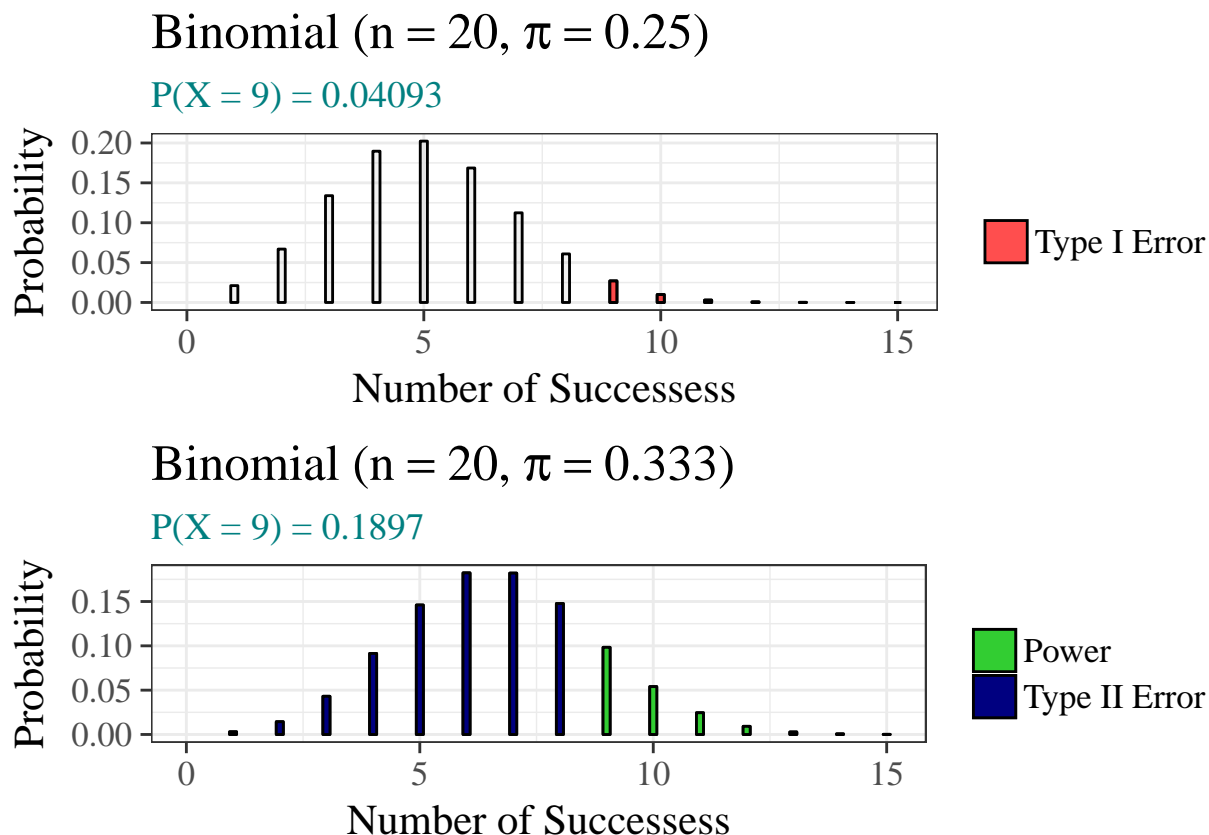 Binomial (n = 20, π = 0.25)
P(X = 9) = 0.04093
Probability
0.20
0.15
0.10
0.05
0.00
0 5 10 15
Number of Successess
Type I Error
Binomial (n = 20, π = 0.333)
P(X = 9) = 0.1897
Probability
0.15
0.10
0.05
0.00
0 5 10 15
Number of Successess
Power
Type II Error